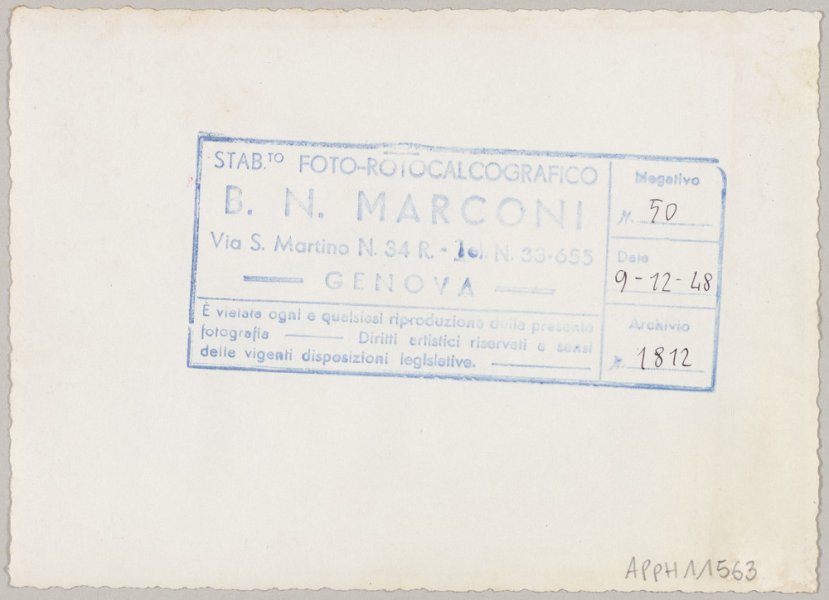 STAB.TO FOTO-ROTOCALCOGRAFICO
B. N. MARCONI
Via S. Martino N. 34 R. - Tel. N. 33-655
GENOVA
È vietata ogni e qualsiasi riproduzione della presente
fotografia Diritti artistici riservati a sensi
delle vigenti disposizioni legislative.
Negativo
N. 50
Data
9-12-48
Archivio
N. 1812
APPH11563